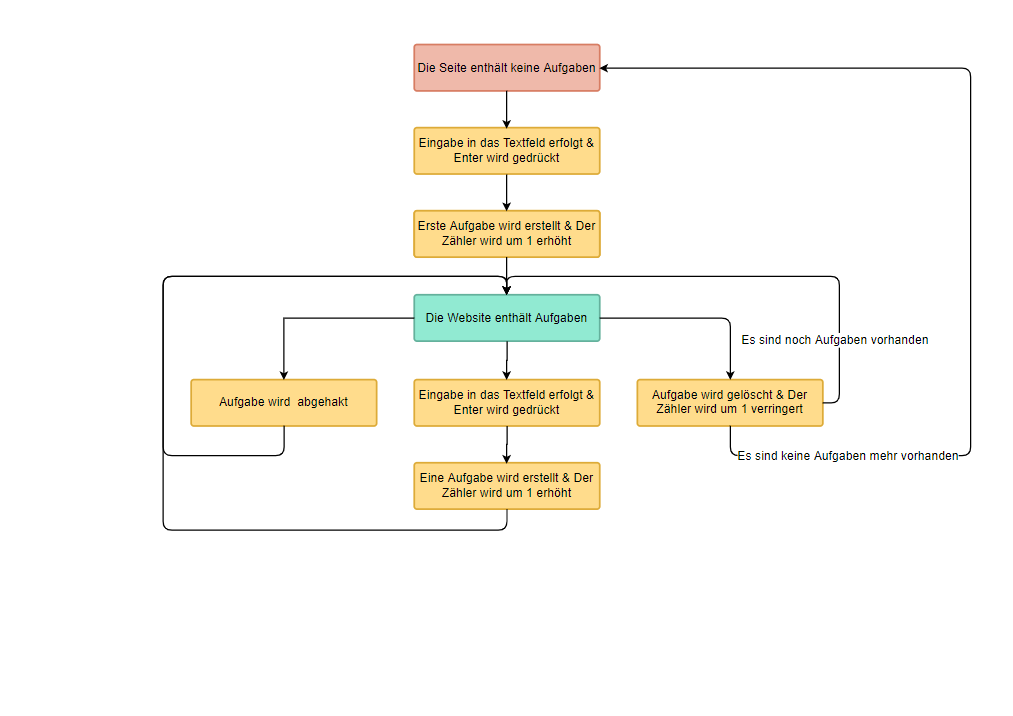 Die Seite enthält keine Aufgaben
Eingabe in das Textfeld erfolgt &
Enter wird gedrückt
Erste Aufgabe wird erstellt & Der
Zähler wird um 1 erhöht
Die Website enthält Aufgaben
Es sind noch Aufgaben vorhanden
Aufgabe wird  abgehakt
Eingabe in das Textfeld erfolgt &
Enter wird gedrückt
Aufgabe wird gelöscht & Der
Zähler wird um 1 verringert
Es sind keine Aufgaben mehr vorhanden
Eine Aufgabe wird erstellt & Der
Zähler wird um 1 erhöht